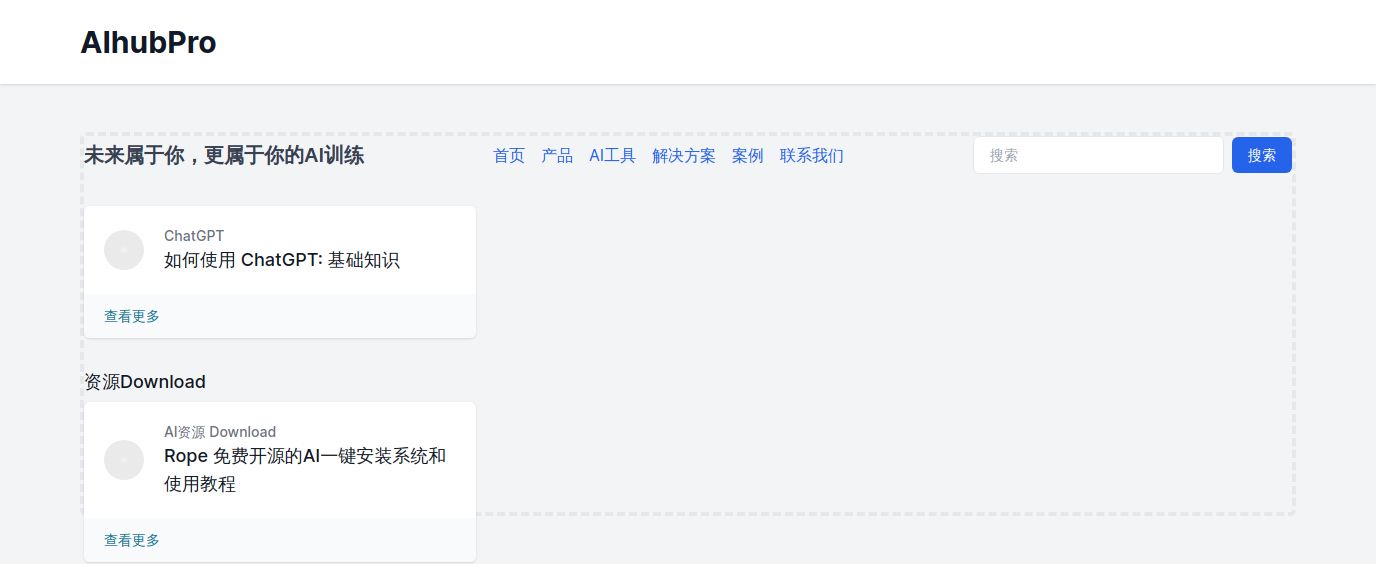 AIhubPro
未来属于你，更属于你的AI训练
首页 产品 AI工具 解决方案 案例 联系我们
搜索 搜索
ChatGPT
如何使用 ChatGPT: 基础知识
查看更多
资源Download
AI资源 Download
Rope 免费开源的AI一键安装系统和
使用教程
查看更多